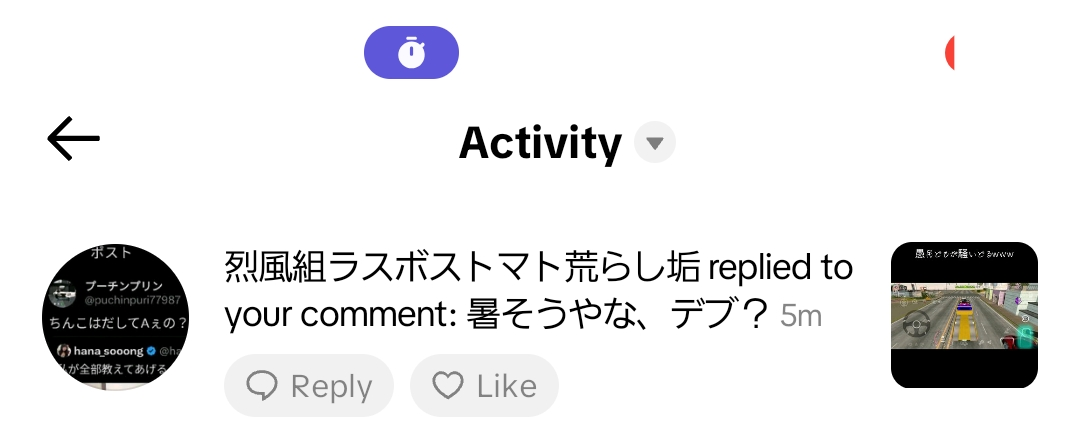 Activity
ポスト
プーチンプリン
@puchinpuri77987
ちんこはだしてAぇの？
hana_sooong @ha
が全部教えてあげる
烈風組ラスボストマト荒らし垢 replied to
your comment: 暑そうやな、デブ？ 5m
Reply
Like